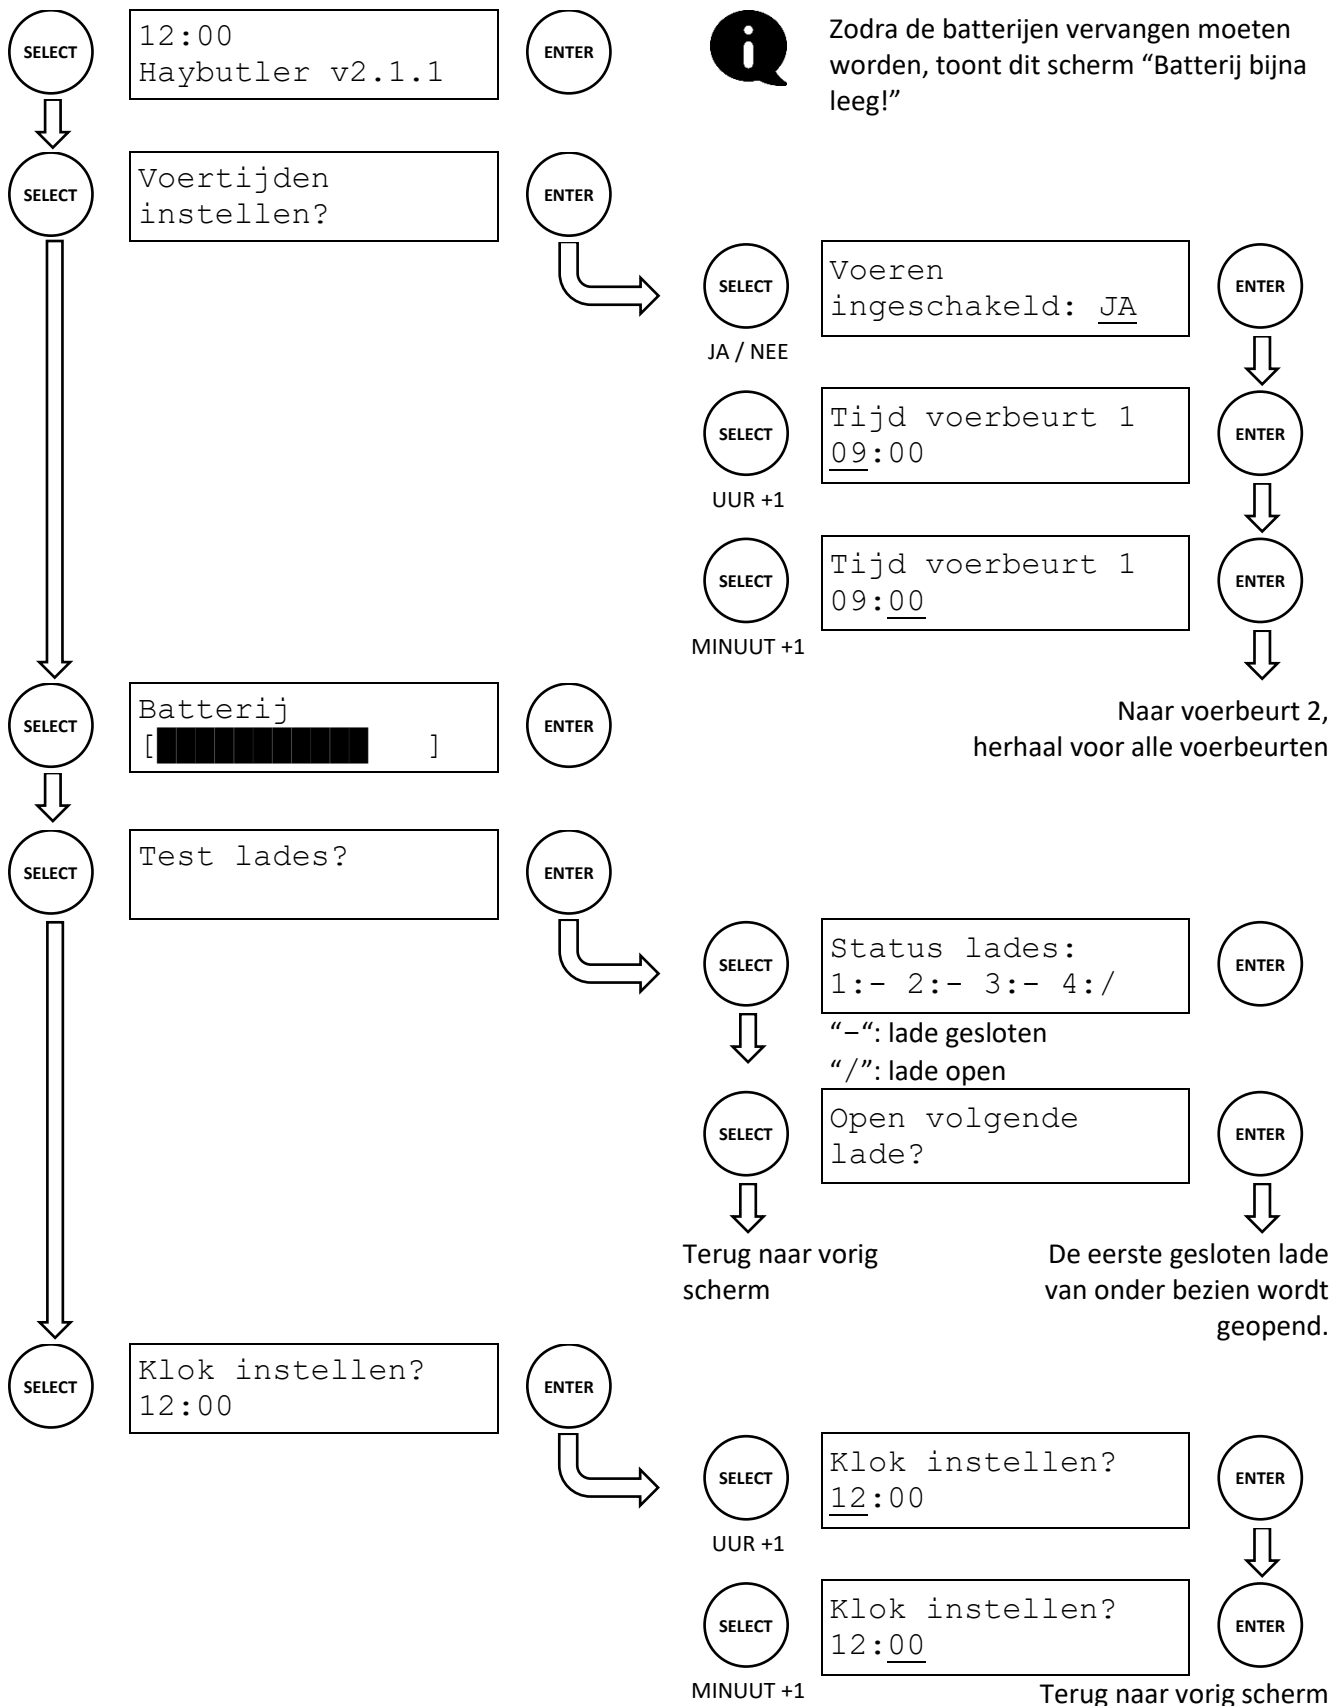 SELECT
12:00
Haybutler v2.1.1
ENTER
Zodra de batterijen vervangen moeten
worden, toont dit scherm “Batterij bijna
leeg!”
SELECT
Voertijden
instellen?
ENTER
SELECT
JA / NEE
Voeren
ingeschakeld: JA
ENTER
SELECT
UUR +1
Tijd voerbeurt 1
09:00
ENTER
SELECT
MINUUT +1
Tijd voerbeurt 1
09:00
ENTER
Naar voerbeurt 2,
herhaal voor alle voerbeurten
SELECT
Batterij
[███████████   ]
ENTER
SELECT
Test lades?
ENTER
SELECT
Status lades:
1:- 2:- 3:- 4:/
ENTER
“–“: lade gesloten
“/”: lade open
SELECT
Open volgende
lade?
ENTER
Terug naar vorig
scherm
De eerste gesloten lade
van onder bezien wordt
geopend.
SELECT
Klok instellen?
12:00
ENTER
SELECT
UUR +1
Klok instellen?
12:00
ENTER
SELECT
MINUUT +1
Klok instellen?
12:00
ENTER
Terug naar vorig scherm